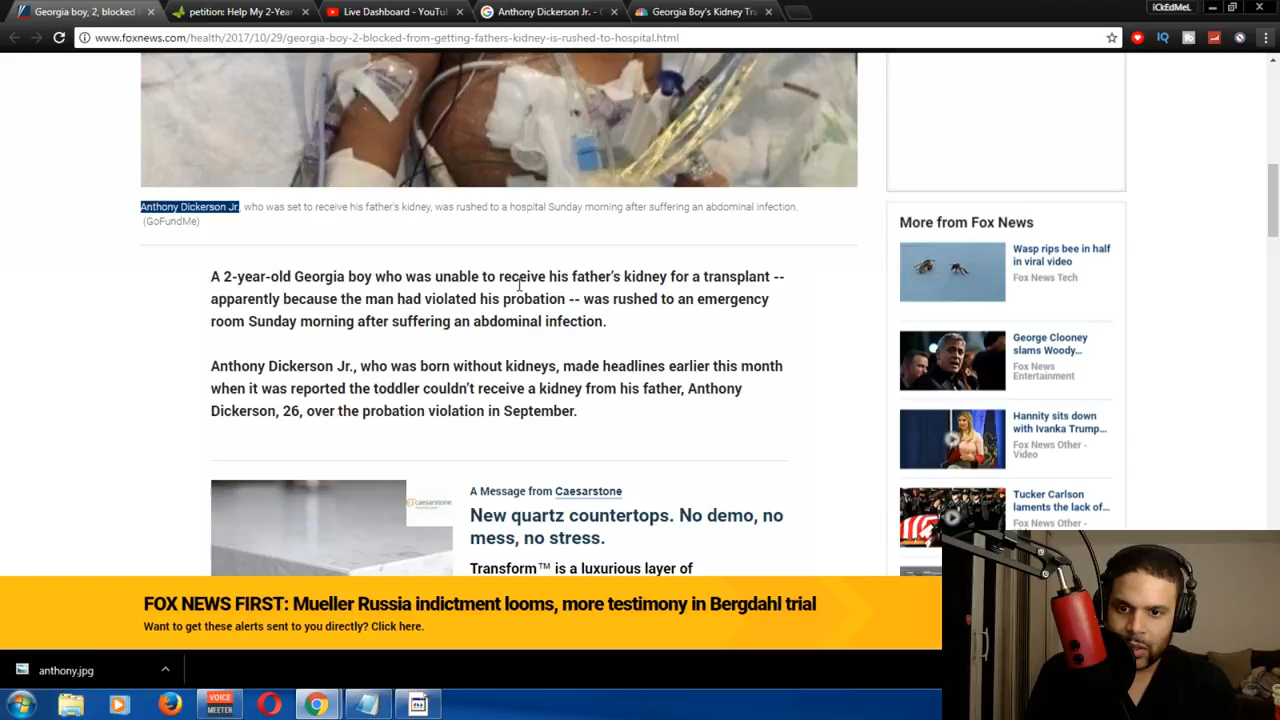 Georgia boy, 2, blocked
petition: Help My 2-Yea
Live Dashboard - YouTu
Anthony Dickerson Jr. -
Georgia Boy's Kidney Tra
iCkEdMeL
www.foxnews.com/health/2017/10/29/georgia-boy-2-blocked-from-getting-fathers-kidney-is-rushed-to-hospital.html
Anthony Dickerson Jr., who was set to receive his father's kidney, was rushed to a hospital Sunday morning after suffering an abdominal infection.
(GoFundMe)
A 2-year-old Georgia boy who was unable to receive his father's kidney for a transplant --
apparently because the man had violated his probation -- was rushed to an emergency
room Sunday morning after suffering an abdominal infection.
Anthony Dickerson Jr., who was born without kidneys, made headlines earlier this month
when it was reported the toddler couldn't receive a kidney from his father, Anthony
Dickerson, 26, over the probation violation in September.
A Message from Caesarstone
caesarstone
New quartz countertops. No demo, no
mess, no stress.
Transform™ is a luxurious layer of
More from Fox News
Wasp rips bee in half
in viral video
Fox News Tech
George Clooney
slams Woody...
Fox News
Entertainment
Hannity sits down
with Ivanka Trump...
Fox News Other -
Video
Tucker Carlson
laments the lack of...
Fox News Other -
FOX NEWS FIRST: Mueller Russia indictment looms, more testimony in Bergdahl trial
Want to get these alerts sent to you directly? Click here.
anthony.jpg
VOICE
MEETER